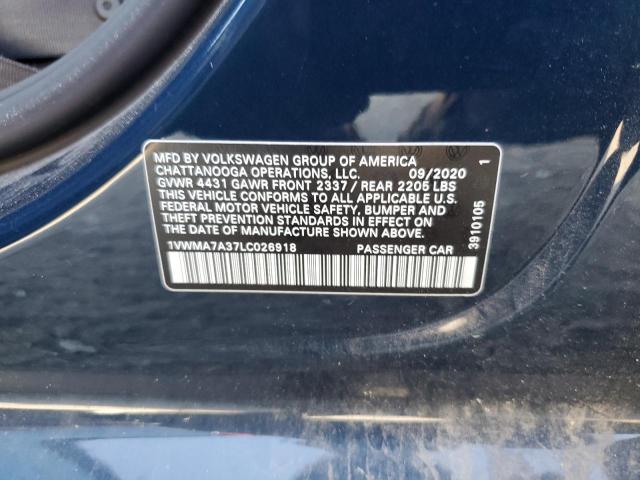 MFD BY VOLKSWAGEN GROUP OF AMERICA
CHATTANOOGA OPERATIONS, LLC. 09/2020
GVWR 4431 GAWR FRONT 2337 / REAR 2205 LBS
THIS VEHICLE CONFORMS TO ALL APPLICABLE U.S.
FEDERAL MOTOR VEHICLE SAFETY, BUMPER AND
THEFT PREVENTION STANDARDS IN EFFECT ON
THE DATE OF MANUFACTURE SHOWN ABOVE.
1VWMA7A37LC026918 PASSENGER CAR
3910105 1